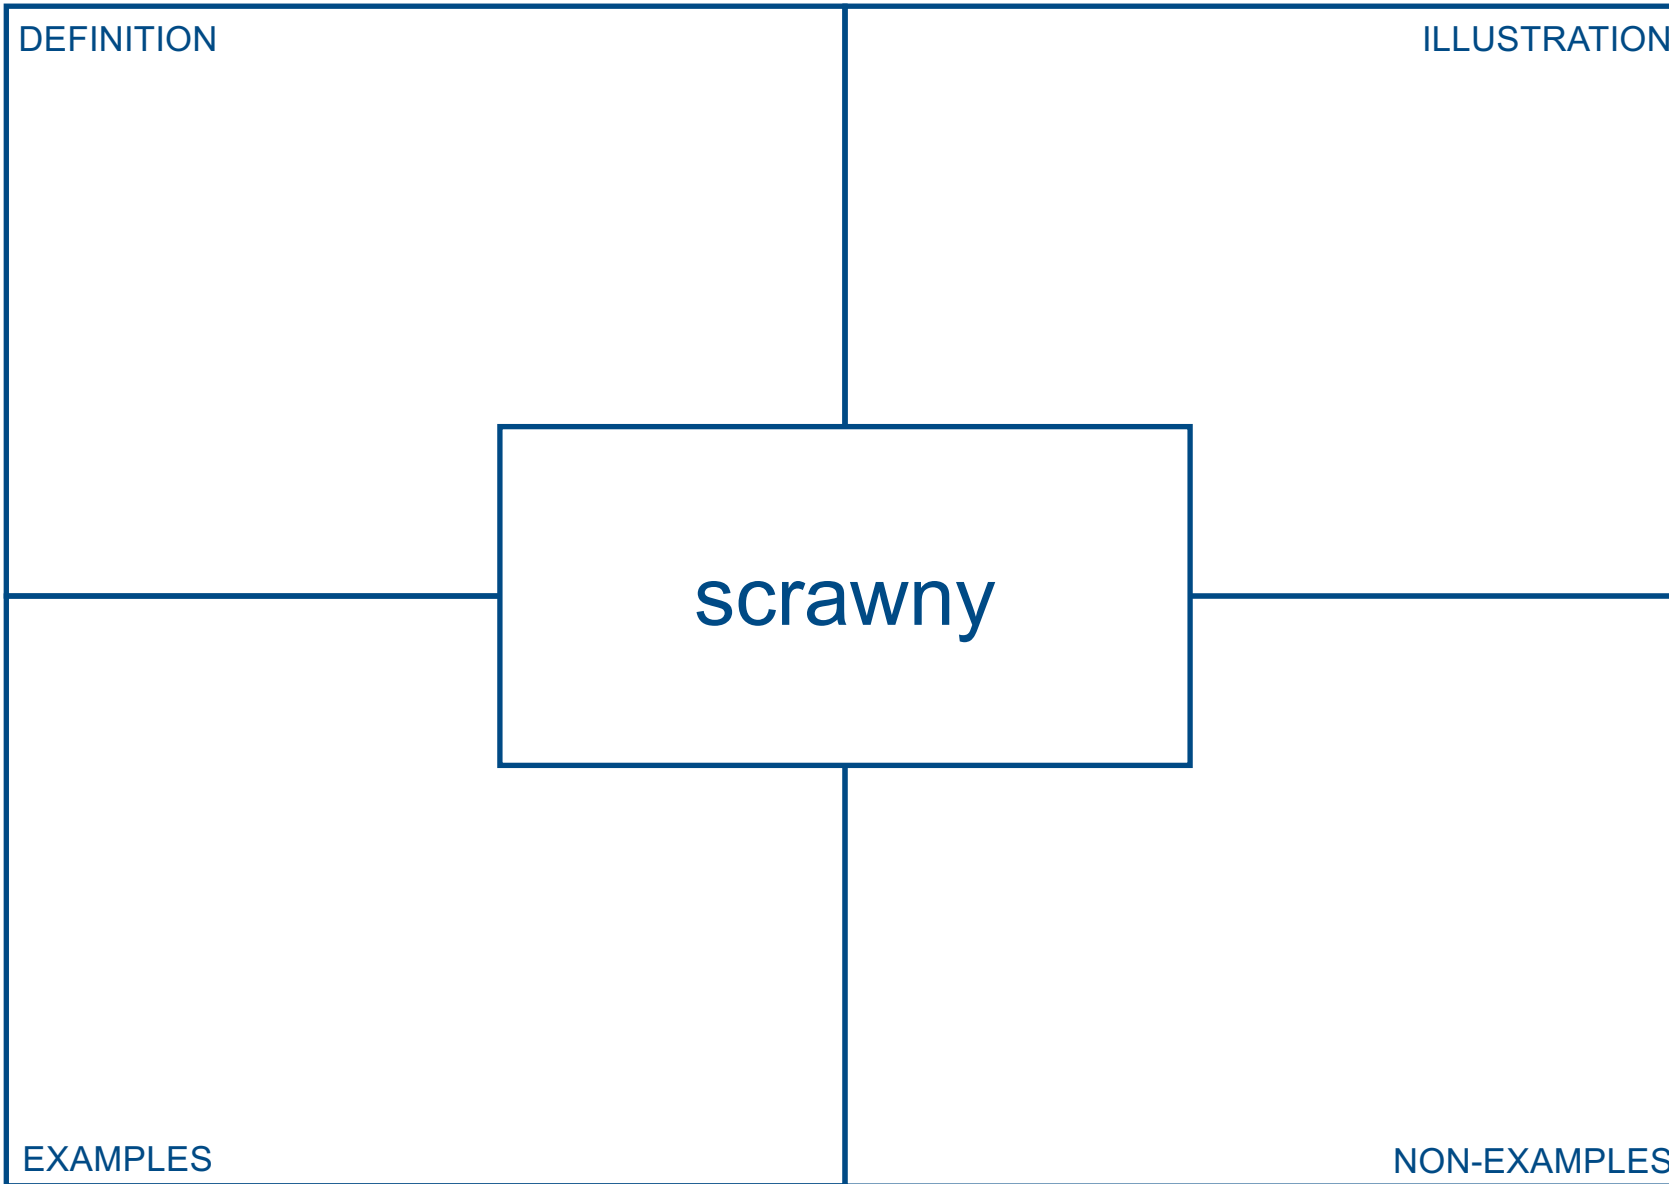 DEFINITION
ILLUSTRATION
scrawny
EXAMPLES
NON-EXAMPLES